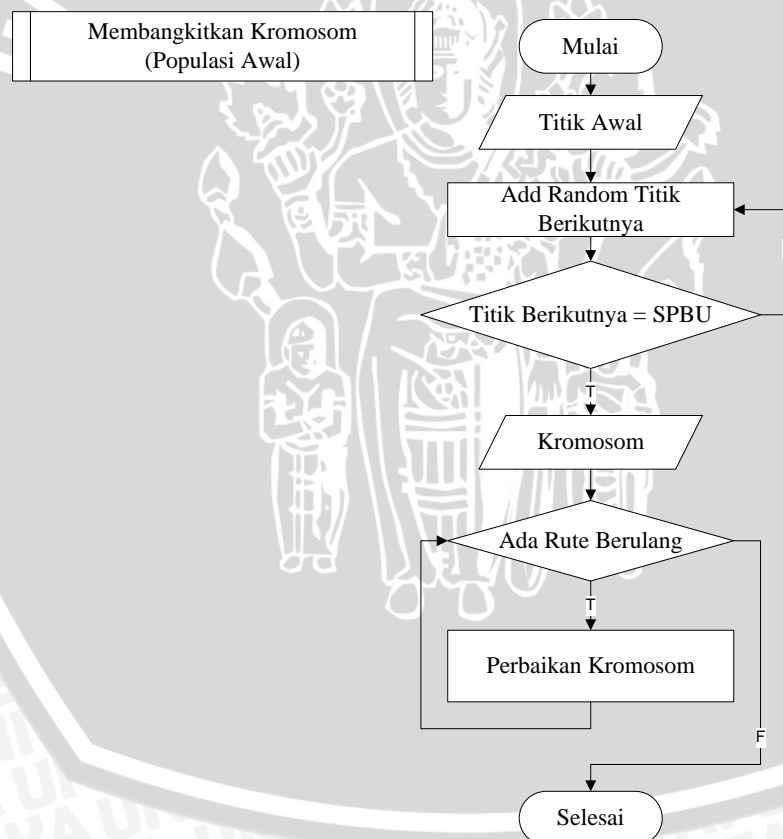 Membangkitkan Kromosom
(Populasi Awal)
Mulai
Titik Awal
Add Random Titik
Berikutnya
Titik Berikutnya = SPBU
T
Kromosom
Ada Rute Berulang
T
Perbaikan Kromosom
F
Selesai